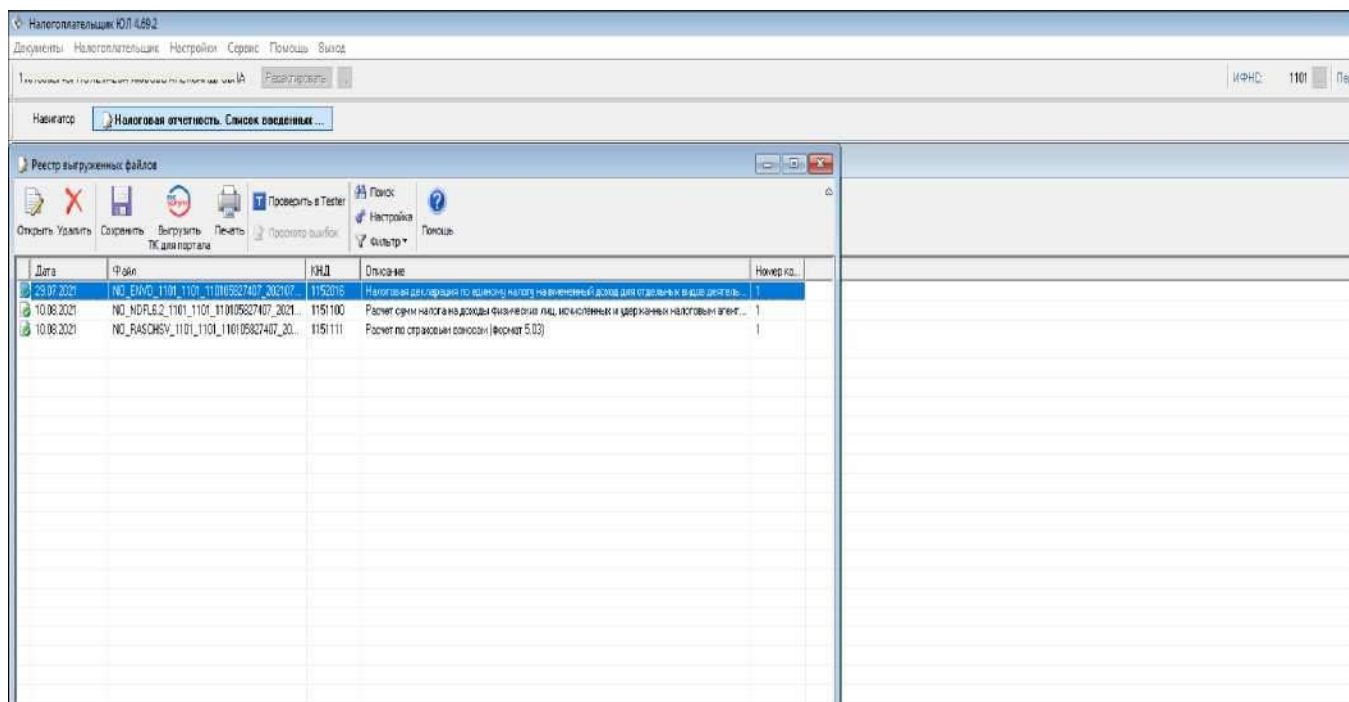 Налогоплательщик ЮЛ 4.69.2
Документы Налогоплательщик Настройки Сервис Помощь Выход
Редактировать
ИФНС: 1101
Навигатор Налоговая отчетность. Список введенных ...
Реестр выгруженных файлов
Открыть Удалить Сохранить Выгрузить ТК для портала Печать
Проверить в Tester
Просмотр ошибок
Поиск
Настройка
Фильтр
Помощь
Дата Файл КНД Описание Номер ко...
29.07.2021 NO_ENVD_1101_1101_110105927407_202107... 1152016 Налоговая декларация по единому налогу на вмененный доход для отдельных видов деятель... 1
10.08.2021 NO_NDFL6.2_1101_1101_110105927407_2021... 1151100 Расчет сумм налога на доходы физических лиц, исчисленных и удержанных налоговым агент... 1
10.08.2021 NO_RASCHSV_1101_1101_110105927407_20... 1151111 Расчет по страховым взносам (формат 5.03) 1